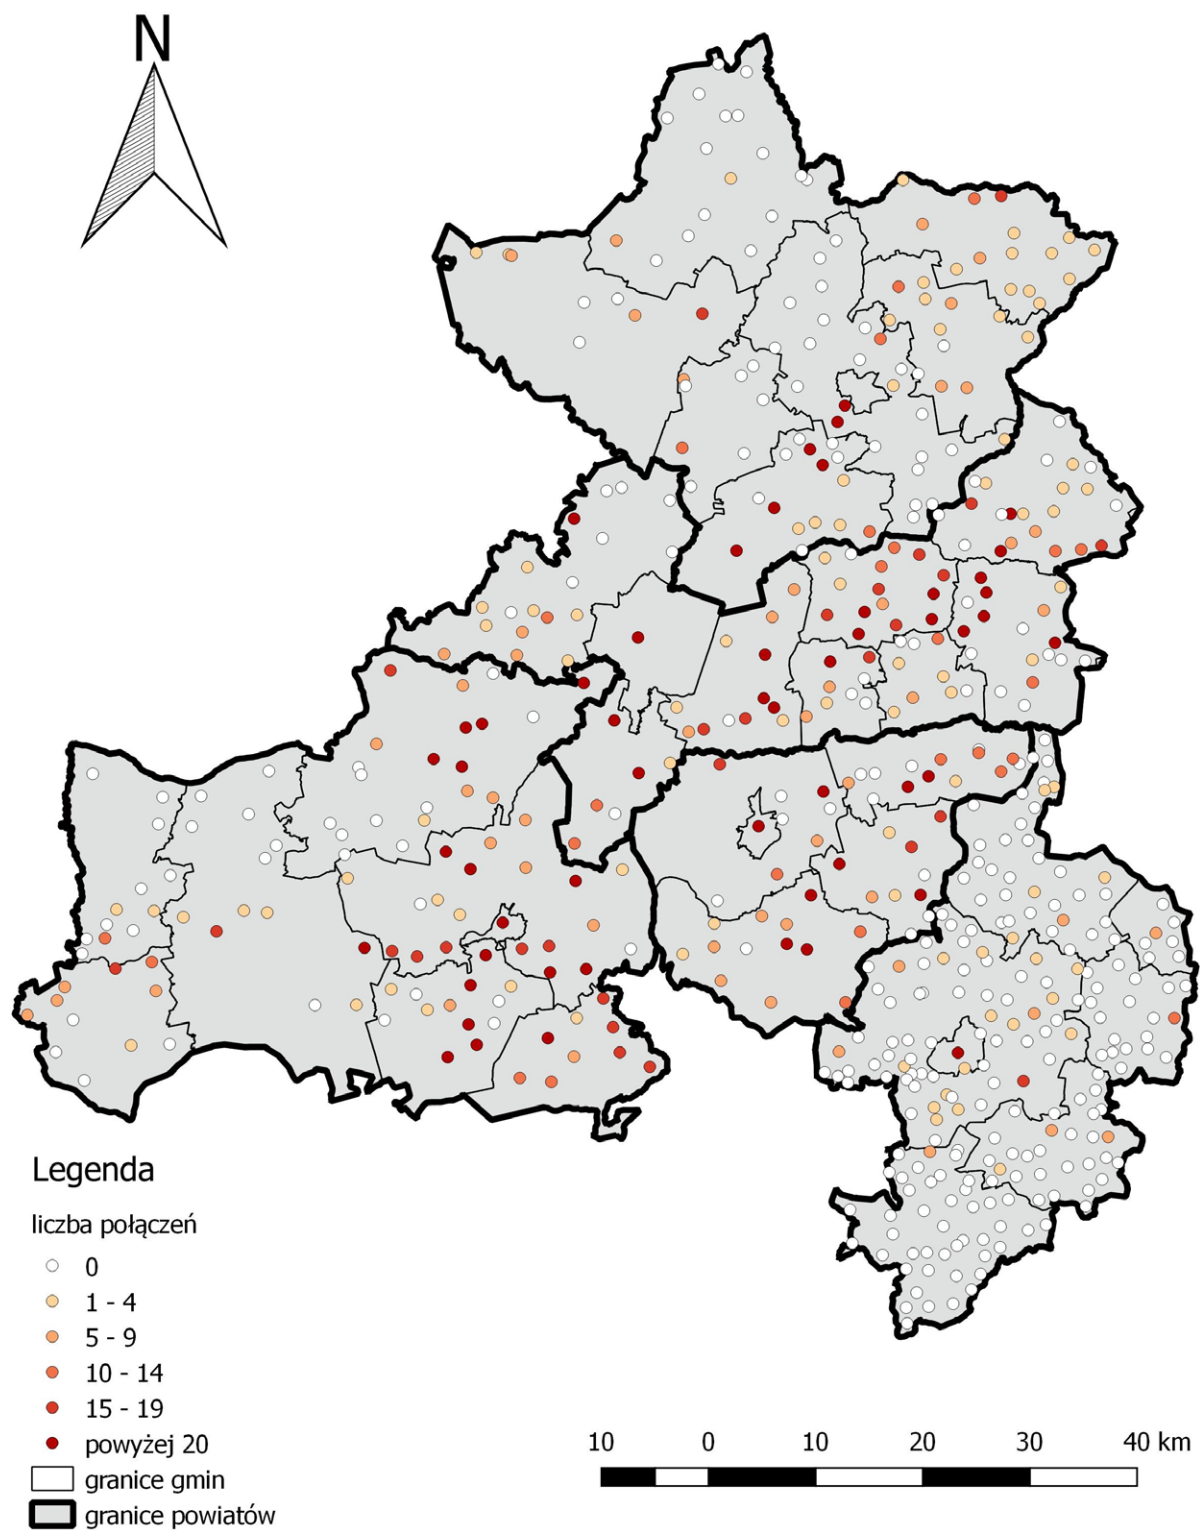 N
Legenda
liczba połączeń
0
1 - 4
5 - 9
10 - 14
15 - 19
powyżej 20
granice gmin
granice powiatów
10 0 10 20 30 40 km